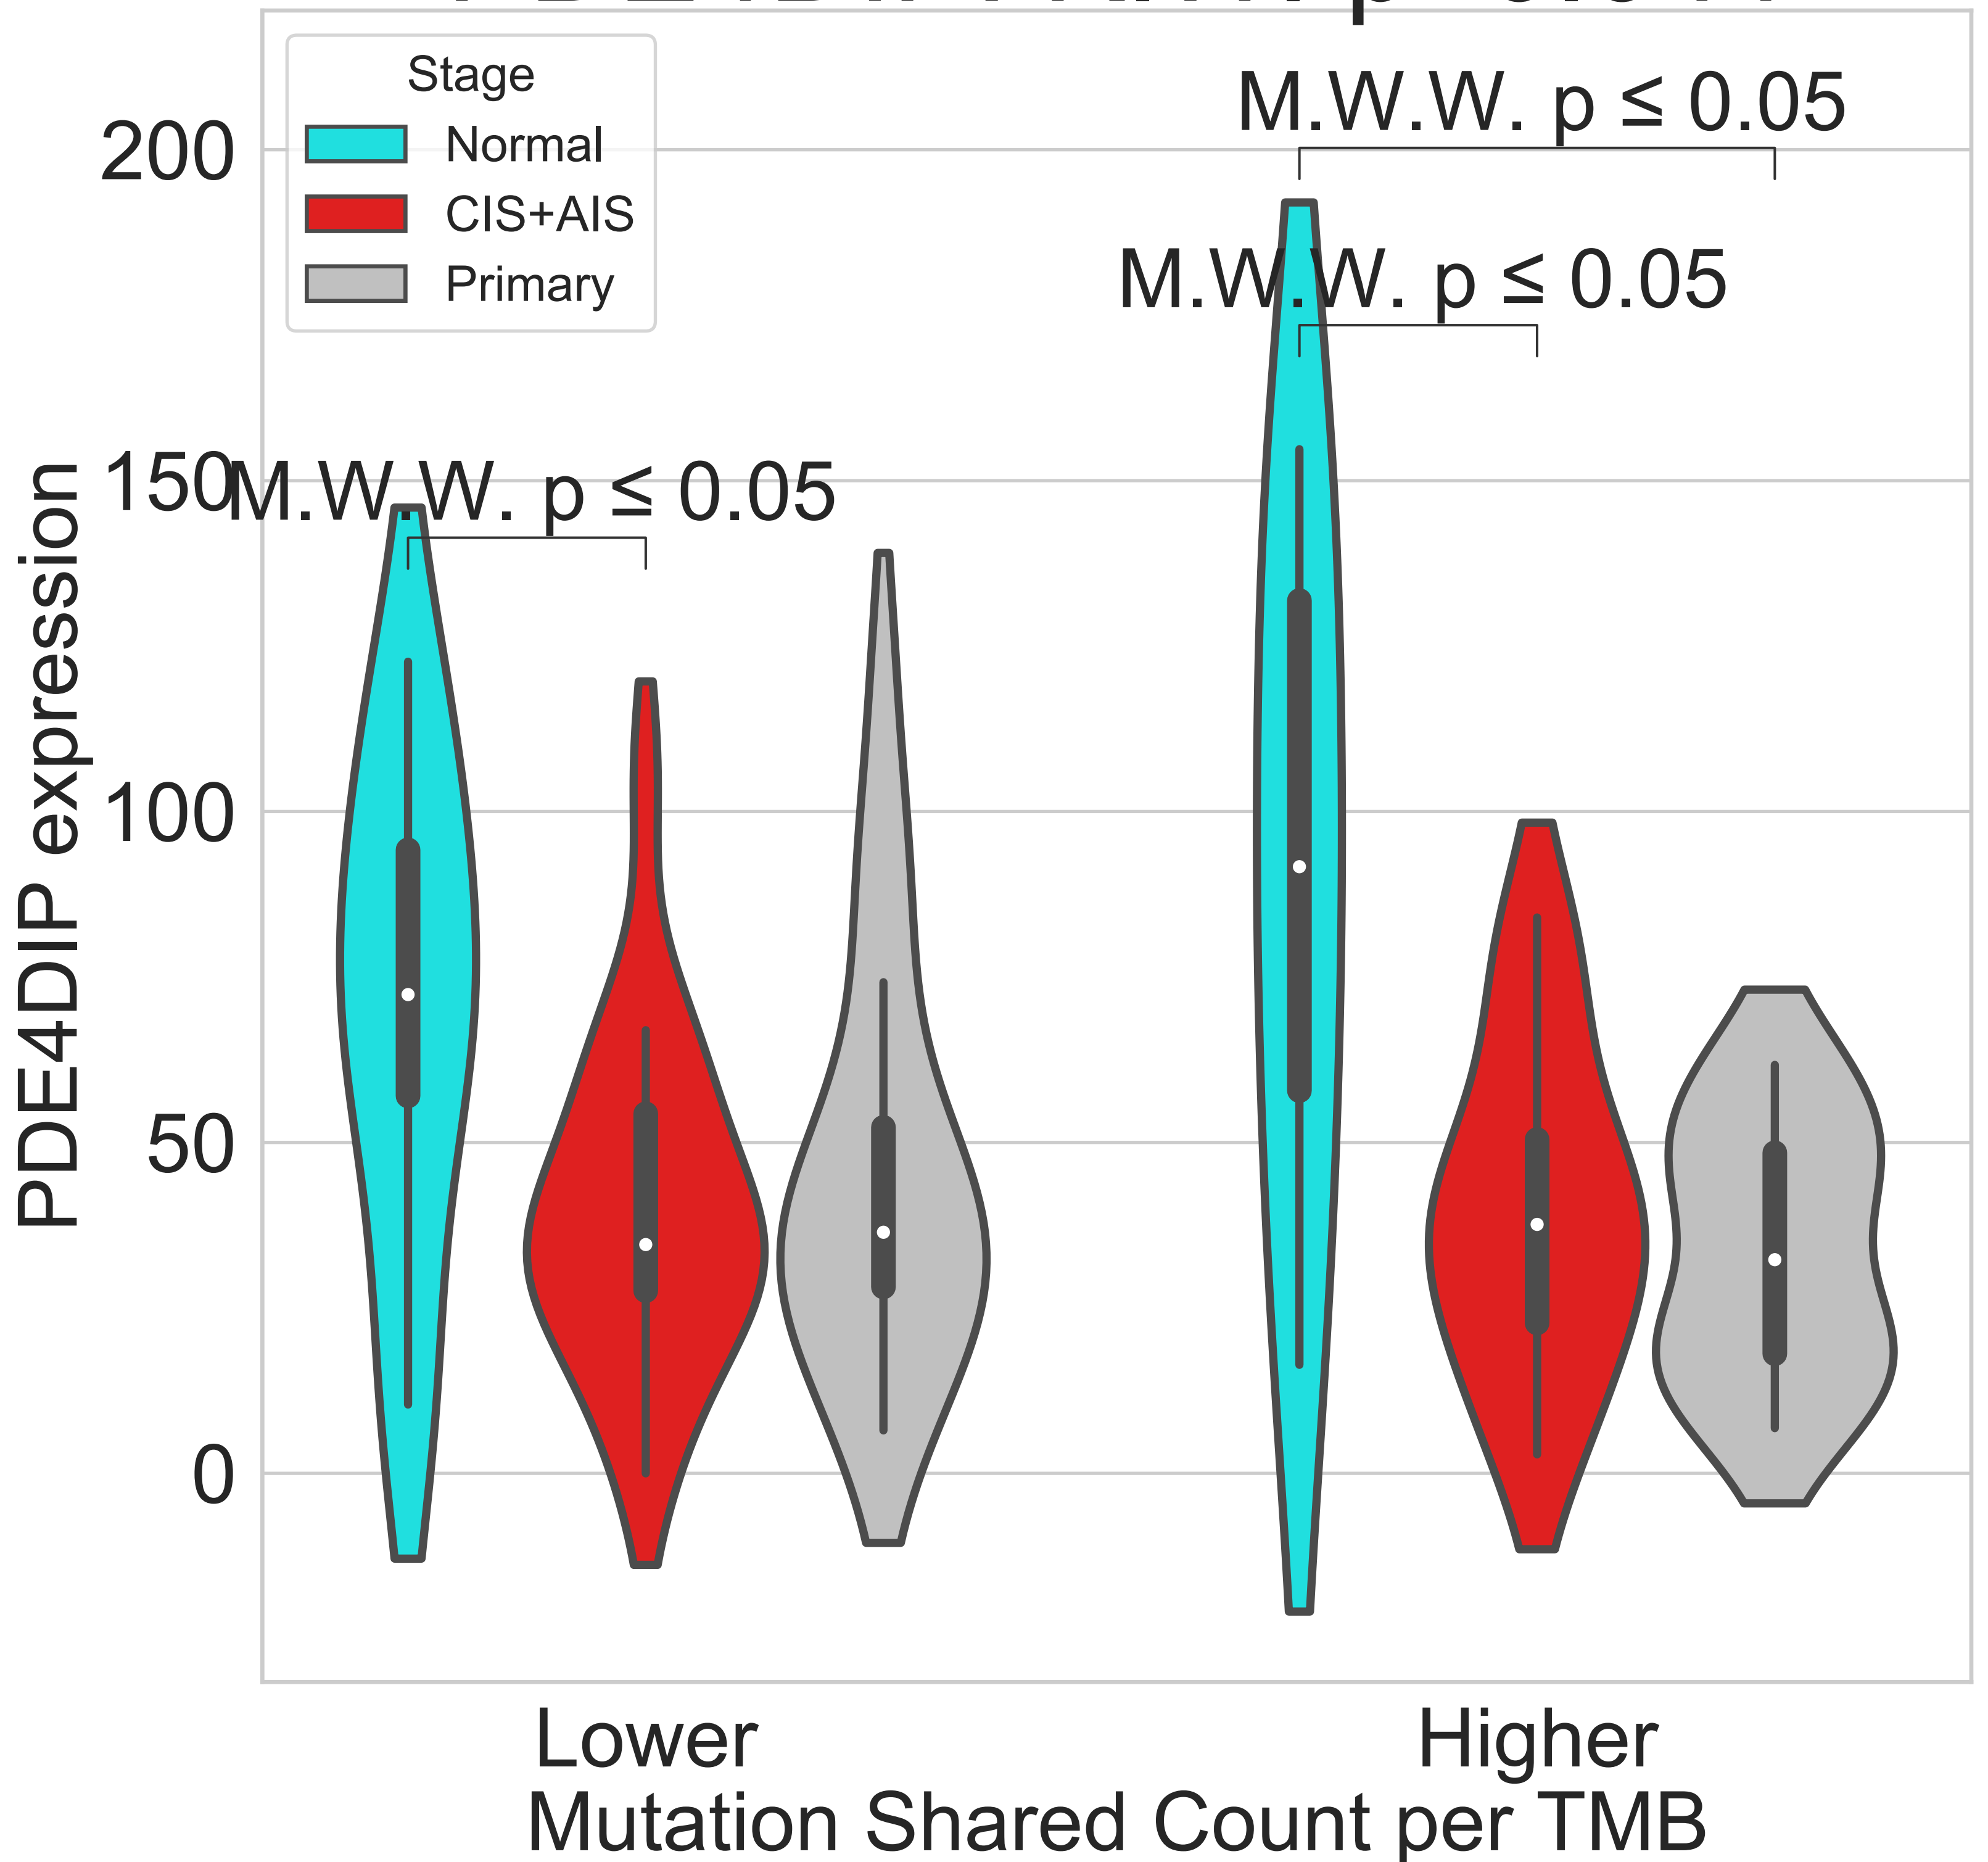 Stage
Normal
CIS+AIS
Primary
M.W.W. p ≤ 0.05
M.W.W. p ≤ 0.05
M.W.W. p ≤ 0.05
200
150
100
50
0
PDE4DIP expression
Lower
Higher
Mutation Shared Count per TMB